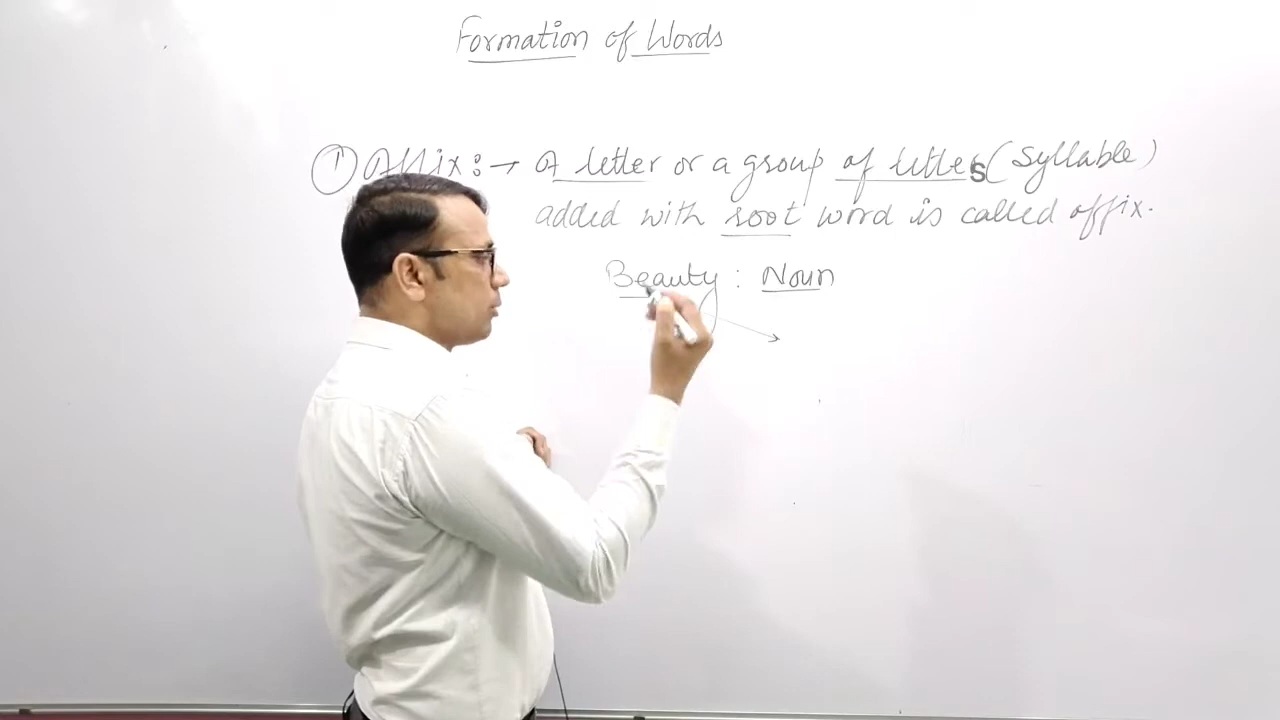 Formation of Words
① Affix :→ A letter or a group of letters (Syllable)
added with root word is called affix.
Beauty : Noun